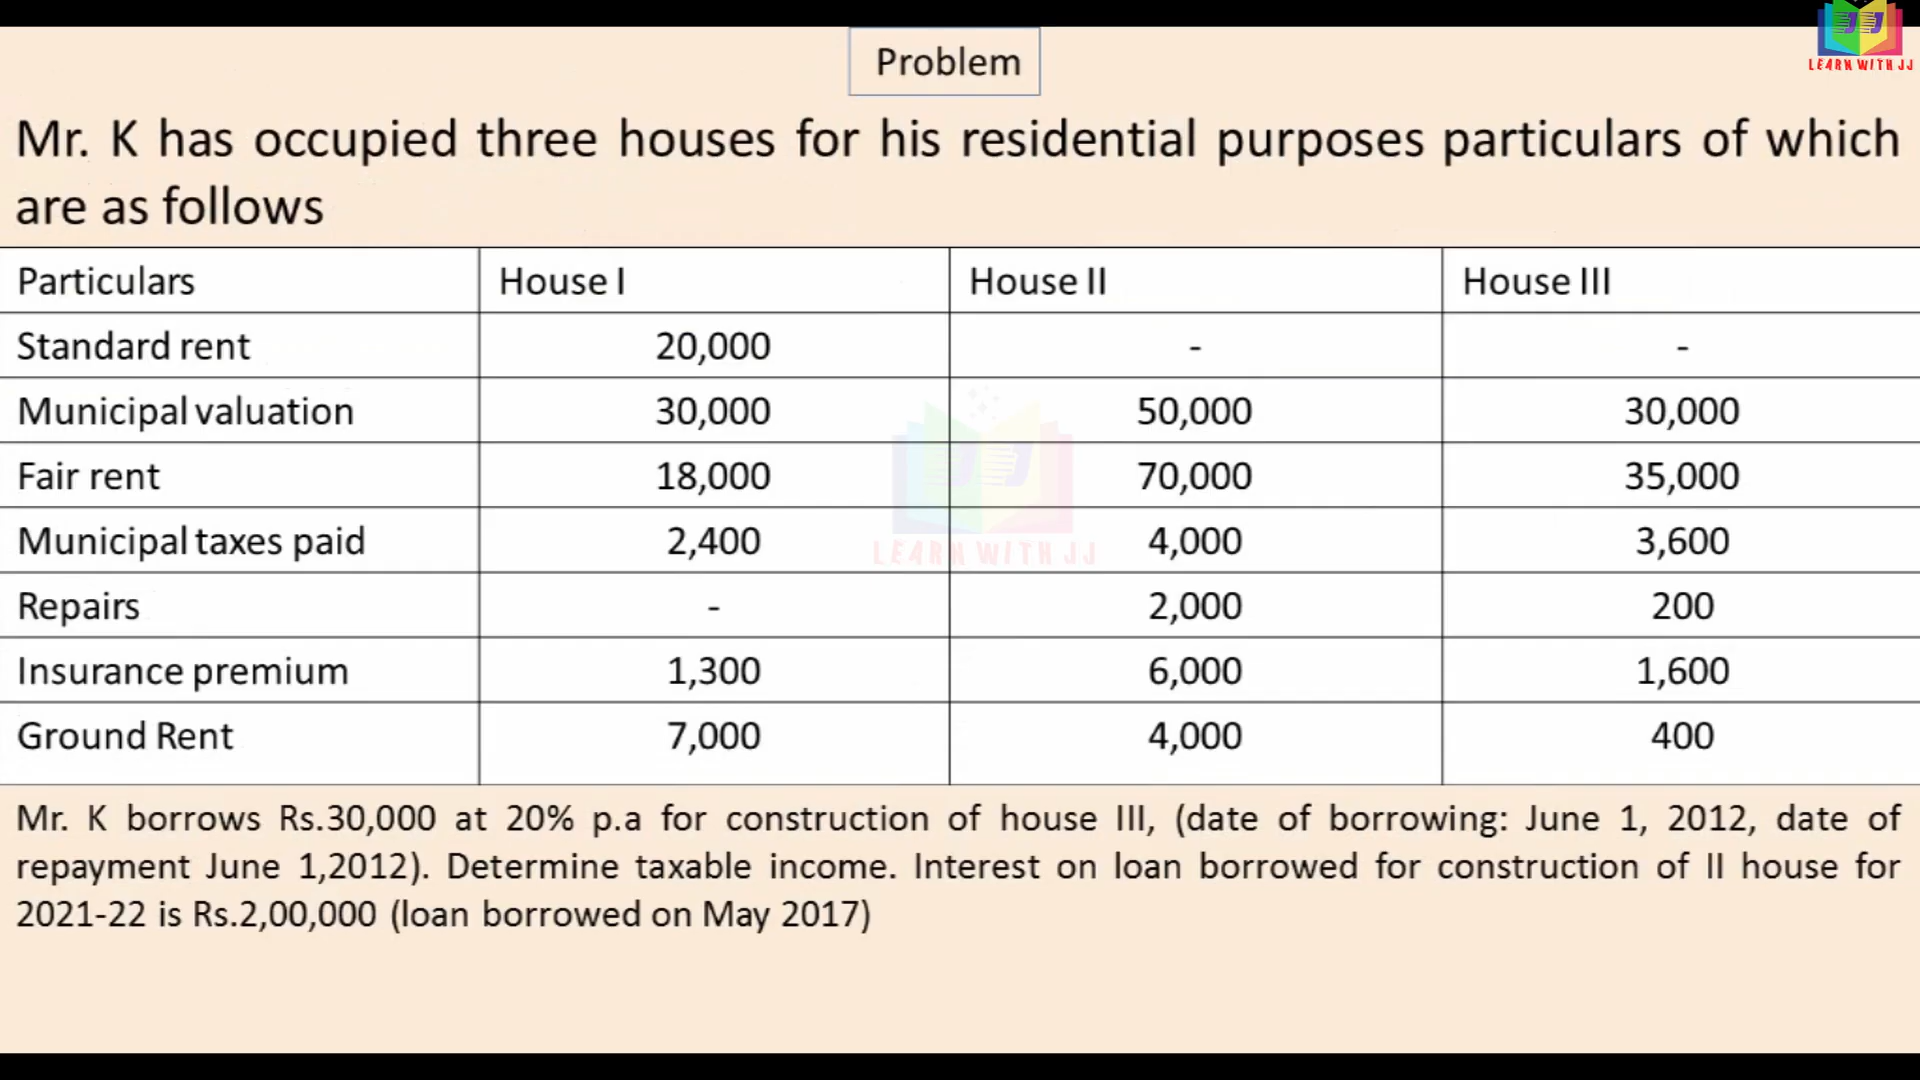 LEARN WITH JJ
Problem
Mr. K has occupied three houses for his residential purposes particulars of which
are as follows
Particulars House I House II House III
Standard rent 20,000 - -
Municipal valuation 30,000 50,000 30,000
Fair rent 18,000 70,000 35,000
Municipal taxes paid 2,400 4,000 3,600
LEARN WITH JJ
Repairs - 2,000 200
Insurance premium 1,300 6,000 1,600
Ground Rent 7,000 4,000 400
Mr. K borrows Rs.30,000 at 20% p.a for construction of house III, (date of borrowing: June 1, 2012, date of
repayment June 1,2012). Determine taxable income. Interest on loan borrowed for construction of II house for
2021-22 is Rs.2,00,000 (loan borrowed on May 2017)